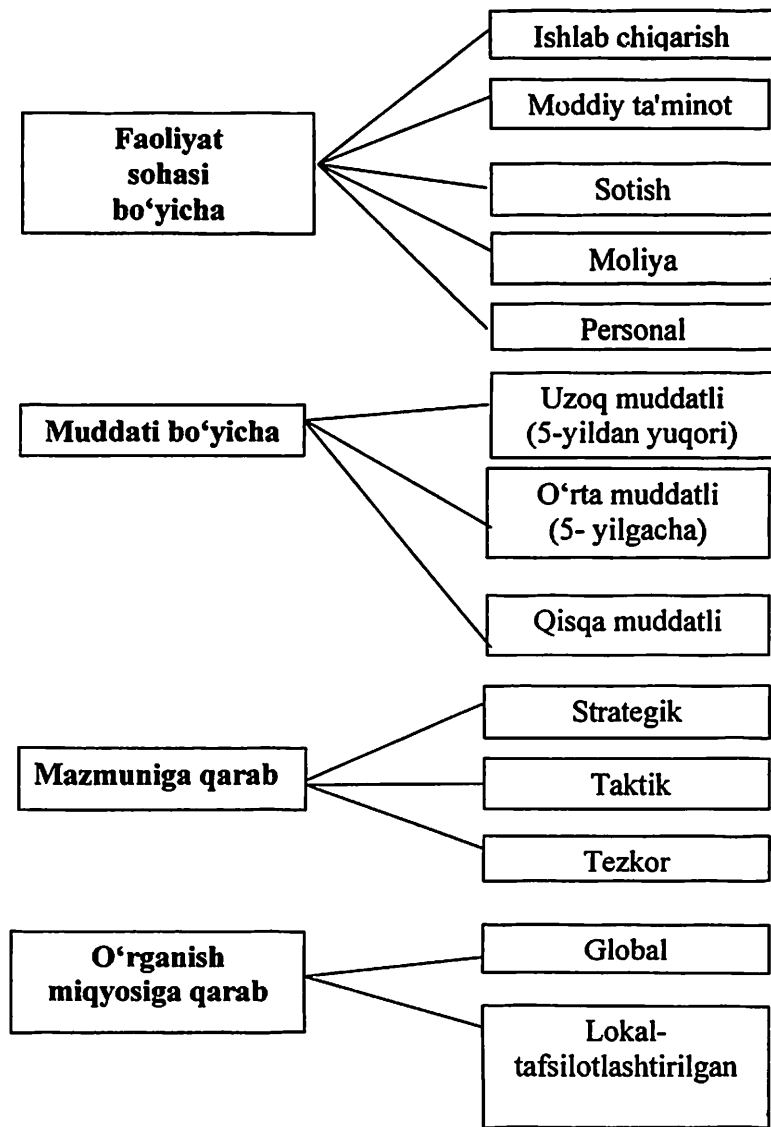 Faoliyat
sohasi
bo‘yicha
Ishlab chiqarish
Moddiy ta'minot
Sotish
Moliya
Personal
Muddati bo‘yicha
Uzoq muddatli
(5-yildan yuqori)
O‘rta muddatli
(5- yilgacha)
Qisqa muddatli
Mazmuniga qarab
Strategik
Taktik
Tezkor
O‘rganish
miqyosiga qarab
Global
Lokal-
tafsilotlashtirilgan